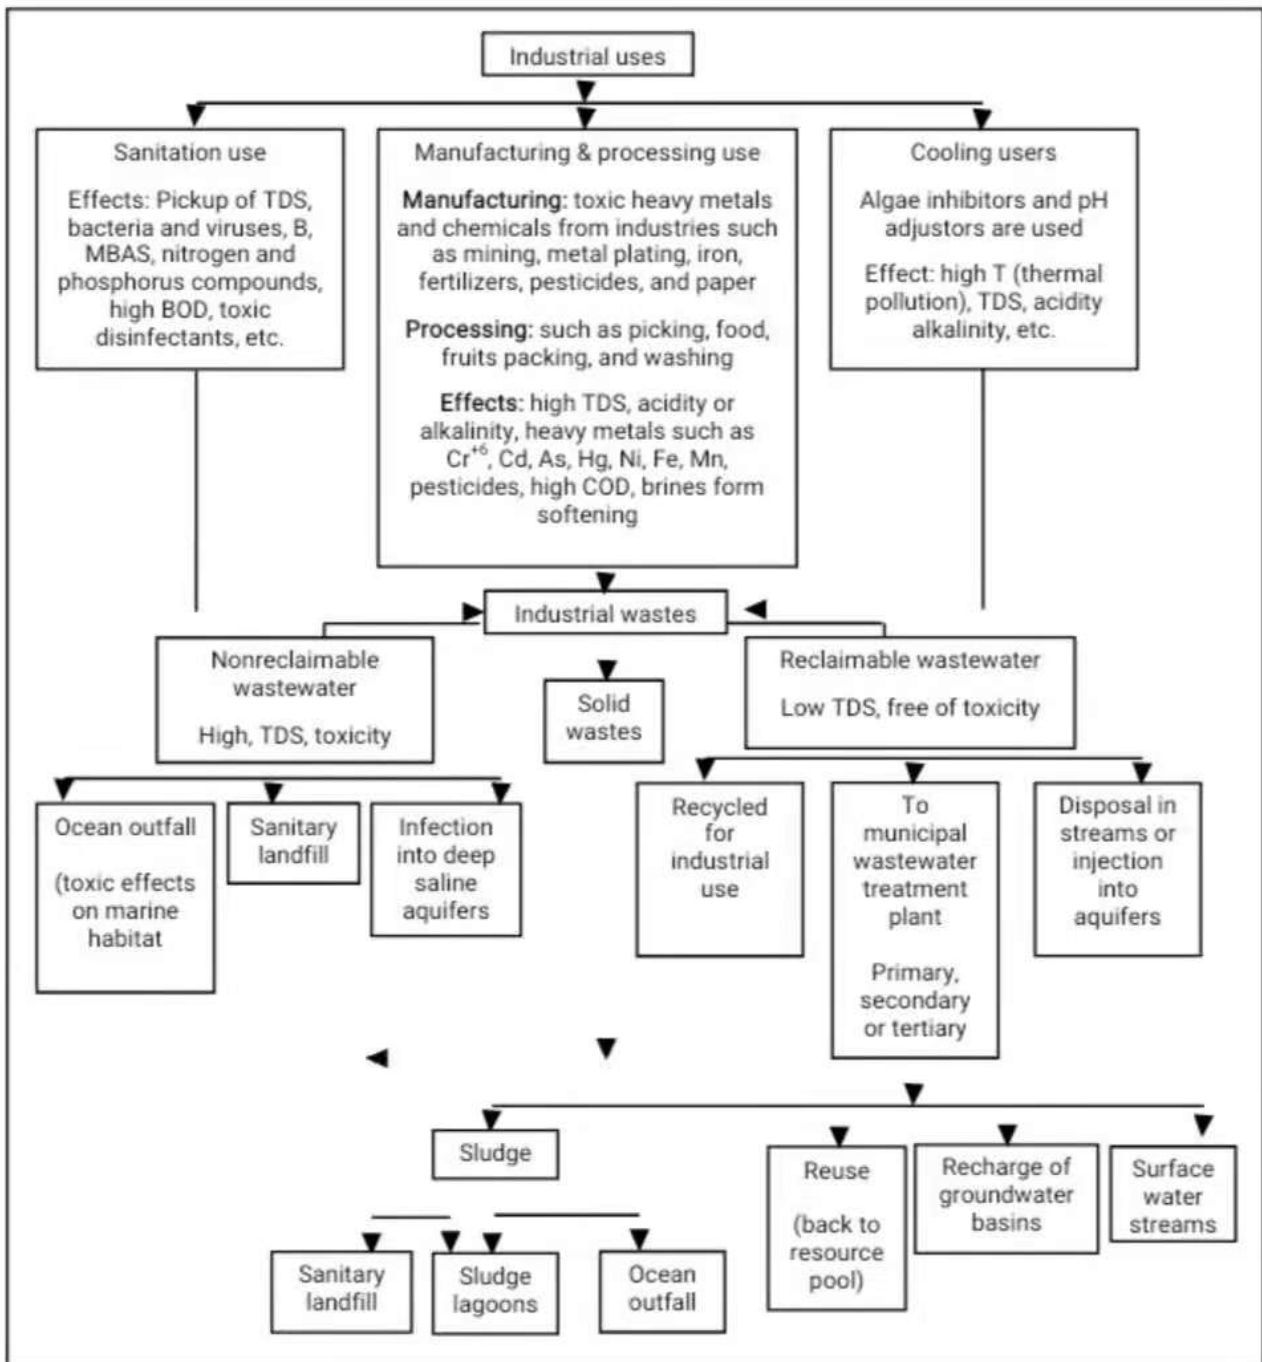 Industrial uses
Sanitation use
Effects: Pickup of TDS,
bacteria and viruses, B,
MBAS, nitrogen and
phosphorus compounds,
high BOD, toxic
disinfectants, etc.
Manufacturing & processing use
Manufacturing: toxic heavy metals
and chemicals from industries such
as mining, metal plating, iron,
fertilizers, pesticides, and paper
Processing: such as picking, food,
fruits packing, and washing
Effects: high TDS, acidity or
alkalinity, heavy metals such as
Cr⁺⁶, Cd, As, Hg, Ni, Fe, Mn,
pesticides, high COD, brines form
softening
Cooling users
Algae inhibitors and pH
adjustors are used
Effect: high T (thermal
pollution), TDS, acidity
alkalinity, etc.
Industrial wastes
Nonreclaimable
wastewater
High, TDS, toxicity
Solid
wastes
Reclaimable wastewater
Low TDS, free of toxicity
Ocean outfall
(toxic effects
on marine
habitat
Sanitary
landfill
Infection
into deep
saline
aquifers
Recycled
for
industrial
use
To
municipal
wastewater
treatment
plant
Primary,
secondary
or tertiary
Disposal in
streams or
injection
into
aquifers
Sludge
Reuse
(back to
resource
pool)
Recharge of
groundwater
basins
Surface
water
streams
Sanitary
landfill
Sludge
lagoons
Ocean
outfall